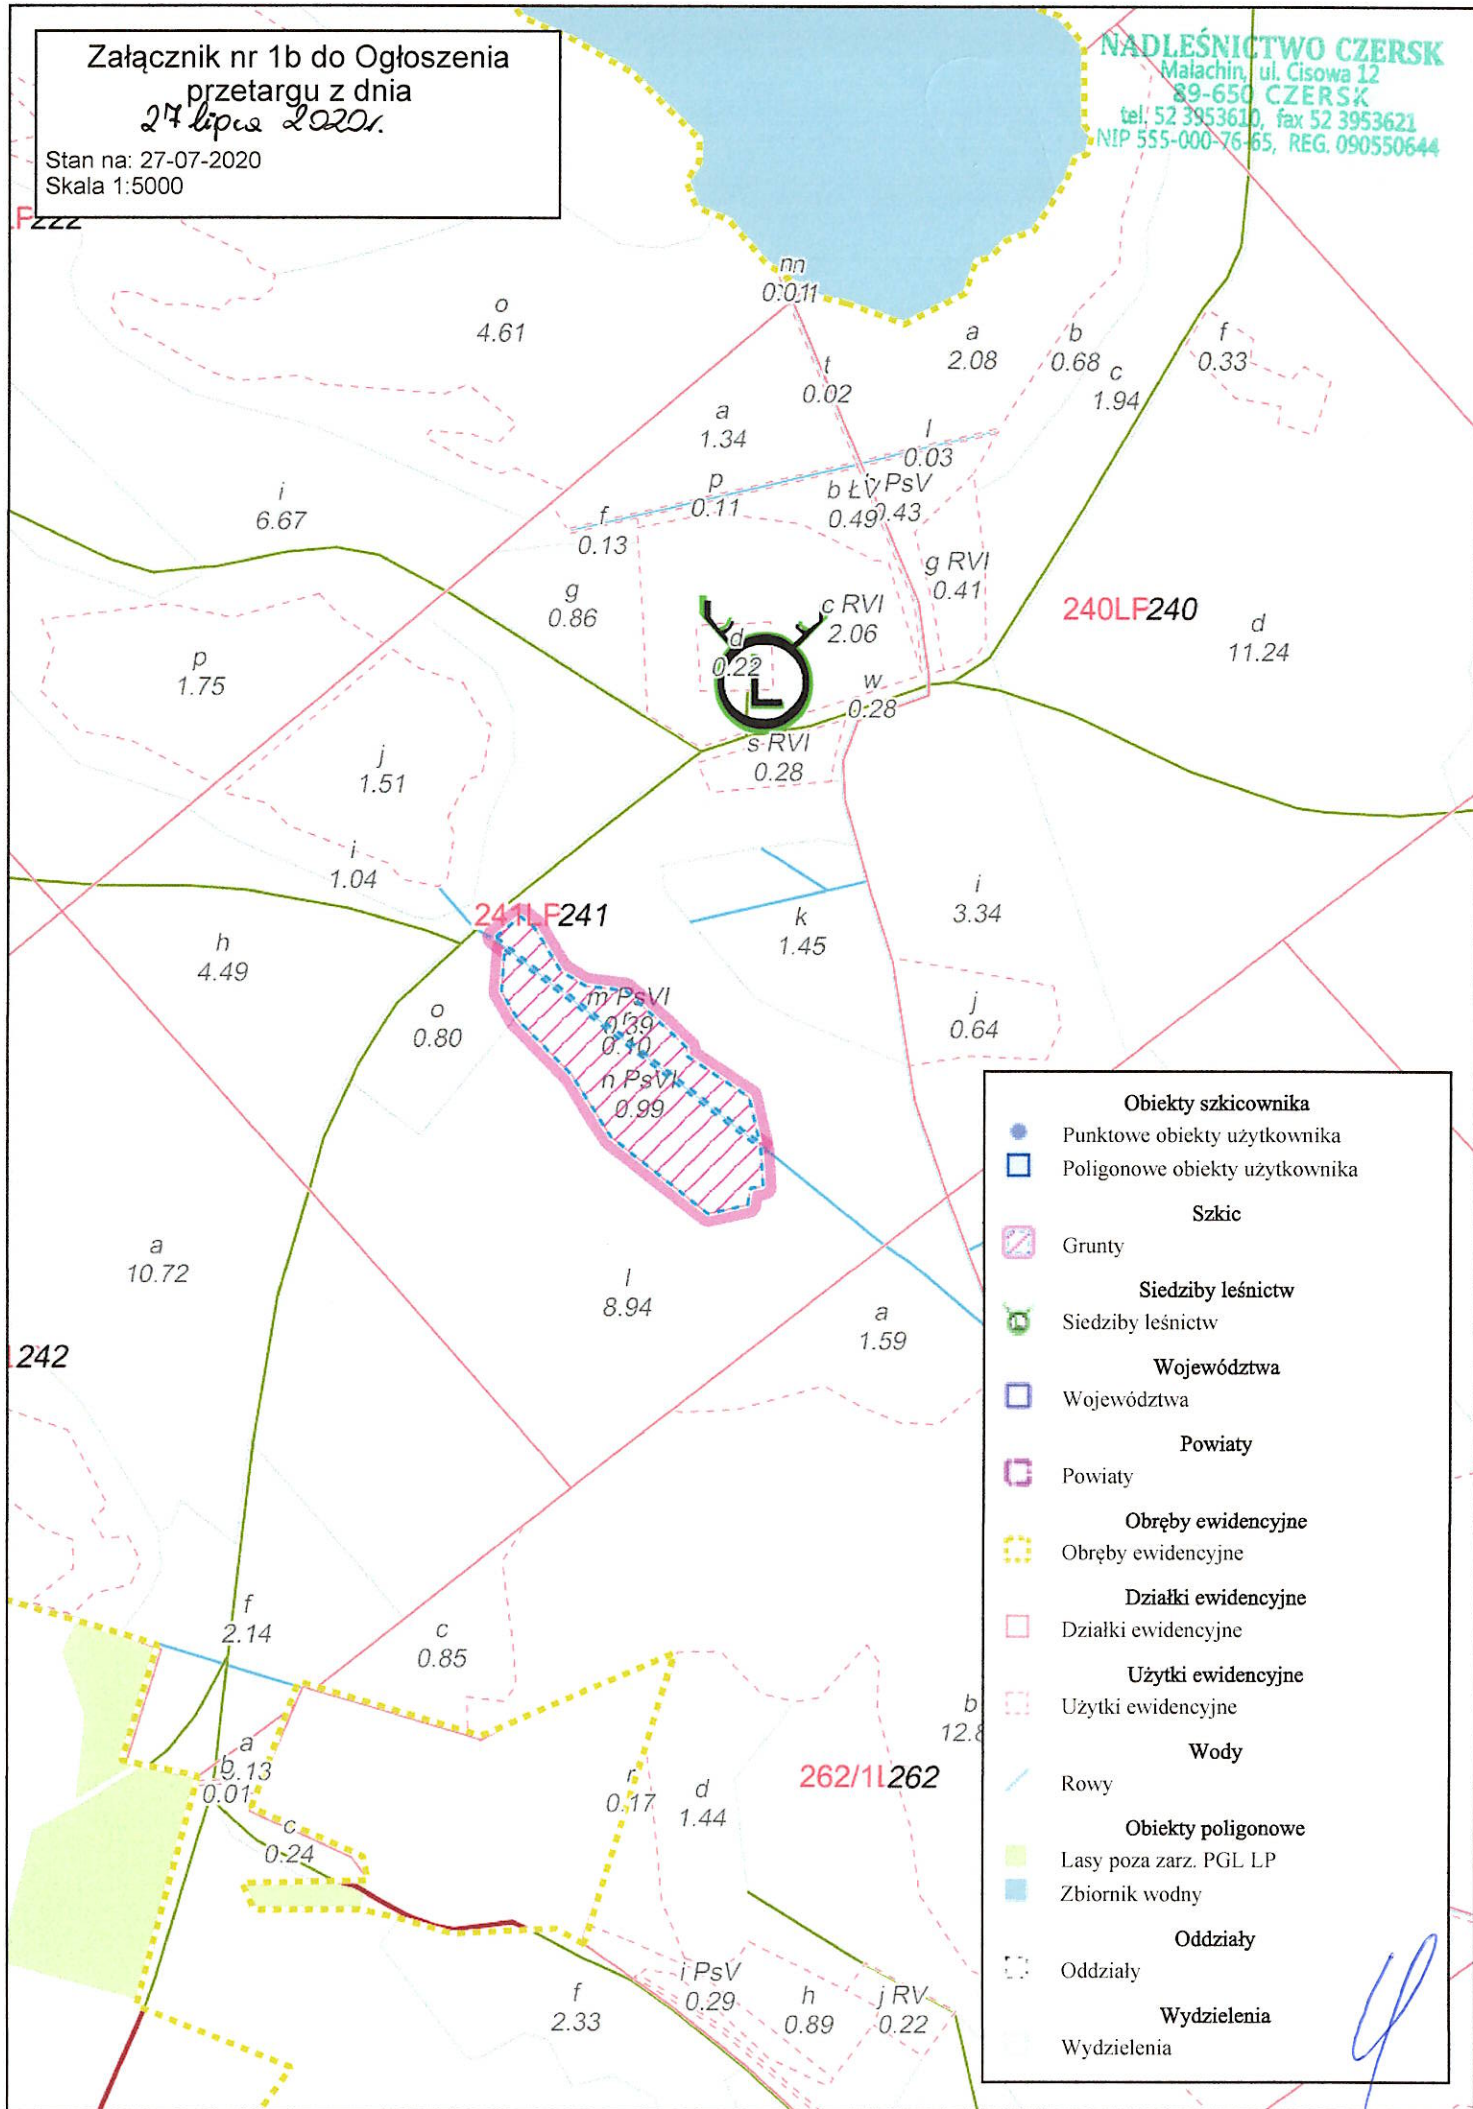 Załącznik nr 1b do Ogłoszenia
przetargu z dnia
27 lipca 2020r.
Stan na: 27-07-2020
Skala 1:5000
NADLEŚNICTWO CZERSK
Malachin, ul. Cisowa 12
89-650 CZERSK
tel. 52 3953610, fax 52 3953621
NIP 555-000-76-65, REG. 090550644
222
nn
0.011
o
4.61
a
2.08
b
0.68
c
1.94
f
0.33
t
0.02
a
1.34
l
0.03
p
0.11
b ŁV
0.49
PsV
0.43
i
6.67
f
0.13
g RVI
0.41
g
0.86
c RVI
2.06
240LF240
d
11.24
d
0.22
L
p
1.75
w
0.28
s RVI
0.28
j
1.51
i
1.04
241LF241
k
1.45
i
3.34
h
4.49
m PsVI
0.39
r
0.10
o
0.80
j
0.64
n PsVI
0.99
a
10.72
l
8.94
a
1.59
242
f
2.14
c
0.85
b
12.8
a
0.13
b
0.01
262/1L262
r
0.17
d
1.44
c
0.24
i PsV
0.29
f
2.33
h
0.89
j RV
0.22
Obiekty szkicownika
Punktowe obiekty użytkownika
Poligonowe obiekty użytkownika
Szkic
Grunty
Siedziby leśnictw
Siedziby leśnictw
Województwa
Województwa
Powiaty
Powiaty
Obręby ewidencyjne
Obręby ewidencyjne
Działki ewidencyjne
Działki ewidencyjne
Użytki ewidencyjne
Użytki ewidencyjne
Wody
Rowy
Obiekty poligonowe
Lasy poza zarz. PGL LP
Zbiornik wodny
Oddziały
Oddziały
Wydzielenia
Wydzielenia